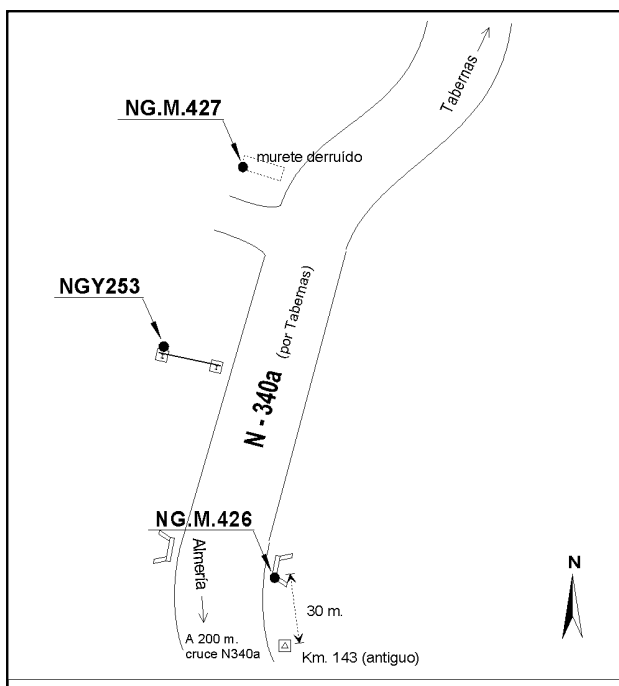 Tabernas
NG.M.427
murete derruído
NGY253
N - 340a (por Tabernas)
NG.M.426
Almería
30 m.
N
A 200 m.
cruce N340a
Km. 143 (antiguo)